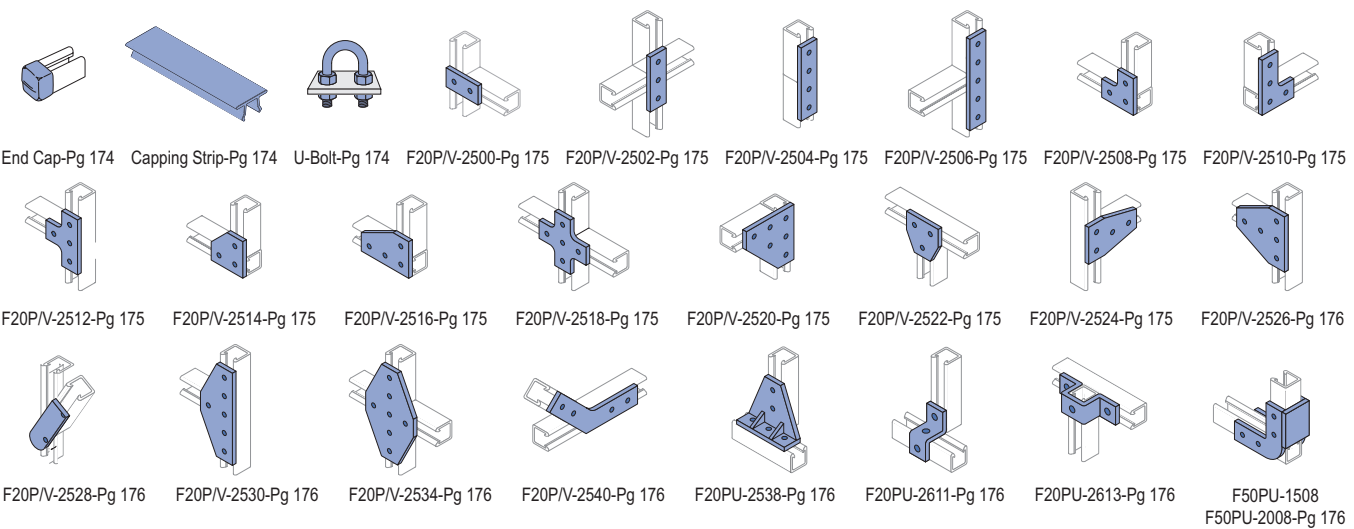 End Cap-Pg 174 Capping Strip-Pg 174 U-Bolt-Pg 174 F20P/V-2500-Pg 175 F20P/V-2502-Pg 175 F20P/V-2504-Pg 175 F20P/V-2506-Pg 175 F20P/V-2508-Pg 175 F20P/V-2510-Pg 175
F20P/V-2512-Pg 175 F20P/V-2514-Pg 175 F20P/V-2516-Pg 175 F20P/V-2518-Pg 175 F20P/V-2520-Pg 175 F20P/V-2522-Pg 175 F20P/V-2524-Pg 175 F20P/V-2526-Pg 176
F20P/V-2528-Pg 176 F20P/V-2530-Pg 176 F20P/V-2534-Pg 176 F20P/V-2540-Pg 176 F20PU-2538-Pg 176 F20PU-2611-Pg 176 F20PU-2613-Pg 176 F50PU-1508
F50PU-2008-Pg 176